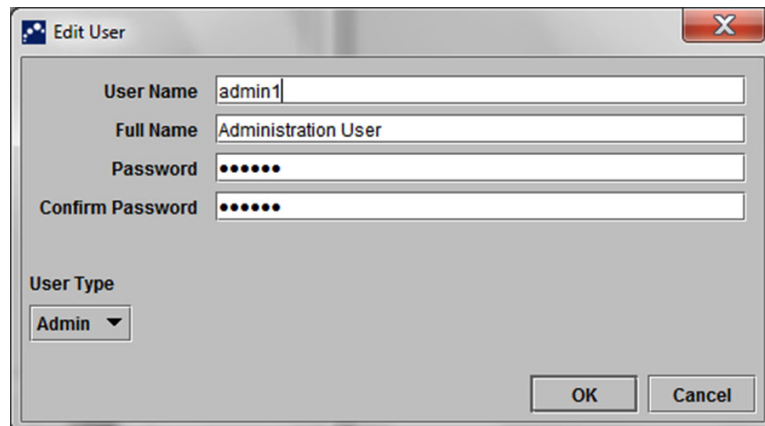 Edit User
User Name admin1
Full Name Administration User
Password ••••••
Confirm Password ••••••
User Type
Admin
OK Cancel